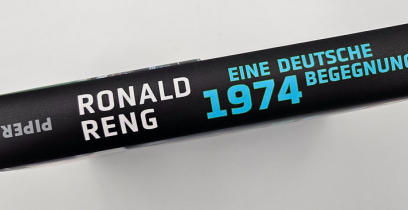 PIPER
RONALD
RENG
1974
EINE DEUTSCHE
BEGEGNUNG